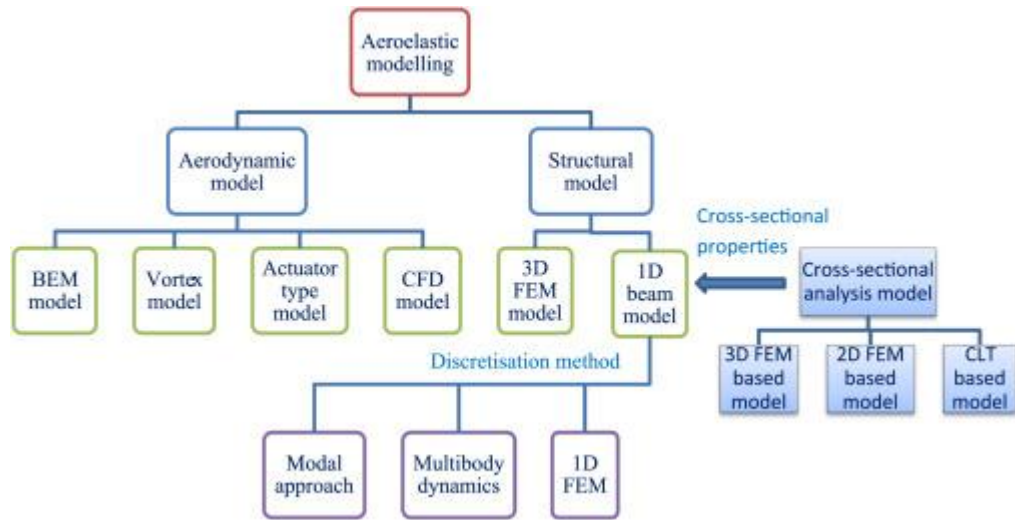 Aeroelastic
modelling
Aerodynamic
model
Structural
model
Cross-sectional
properties
BEM
model
Vortex
model
Actuator
type model
CFD
model
3D
FEM
model
1D
beam
model
Cross-sectional
analysis model
3D FEM
based
model
2D FEM
based
model
CLT
based
model
Discretisation method
Modal
approach
Multibody
dynamics
1D
FEM